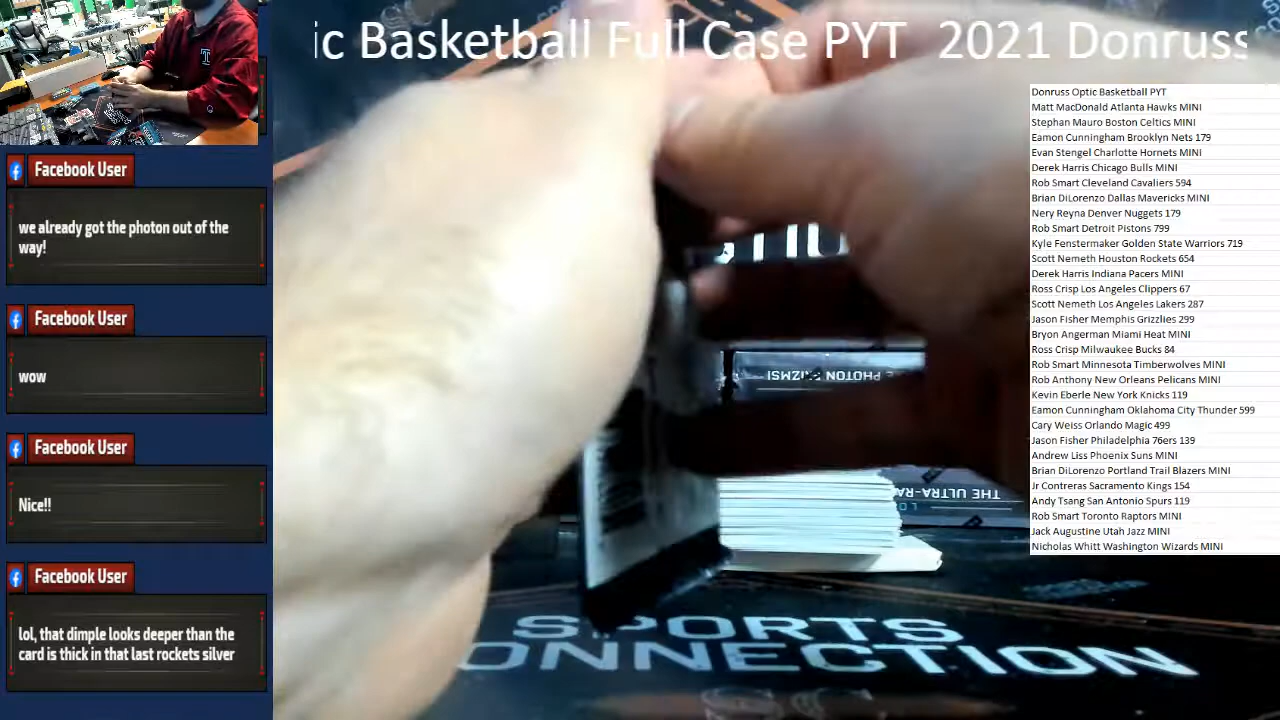 ic Basketball Full Case PYT 2021 Donruss
Facebook User
we already got the photon out of the
way!
Facebook User
wow
Facebook User
Nice!!
Facebook User
lol, that dimple looks deeper than the
card is thick in that last rockets silver
Donruss Optic Basketball PYT
Matt MacDonald Atlanta Hawks MINI
Stephan Mauro Boston Celtics MINI
Eamon Cunningham Brooklyn Nets 179
Evan Stengel Charlotte Hornets MINI
Derek Harris Chicago Bulls MINI
Rob Smart Cleveland Cavaliers 594
Brian DiLorenzo Dallas Mavericks MINI
Nery Reyna Denver Nuggets 179
Rob Smart Detroit Pistons 799
Kyle Fenstermaker Golden State Warriors 719
Scott Nemeth Houston Rockets 654
Derek Harris Indiana Pacers MINI
Ross Crisp Los Angeles Clippers 67
Scott Nemeth Los Angeles Lakers 287
Jason Fisher Memphis Grizzlies 299
Bryon Angerman Miami Heat MINI
Ross Crisp Milwaukee Bucks 84
Rob Smart Minnesota Timberwolves MINI
Rob Anthony New Orleans Pelicans MINI
Kevin Eberle New York Knicks 119
Eamon Cunningham Oklahoma City Thunder 599
Cary Weiss Orlando Magic 499
Jason Fisher Philadelphia 76ers 139
Andrew Liss Phoenix Suns MINI
Brian DiLorenzo Portland Trail Blazers MINI
Jr Contreras Sacramento Kings 154
Andy Tsang San Antonio Spurs 119
Rob Smart Toronto Raptors MINI
Jack Augustine Utah Jazz MINI
Nicholas Whitt Washington Wizards MINI
PHOTON PRIZMS!
THE ULTRA-RA
SPORTS
ONNECTION